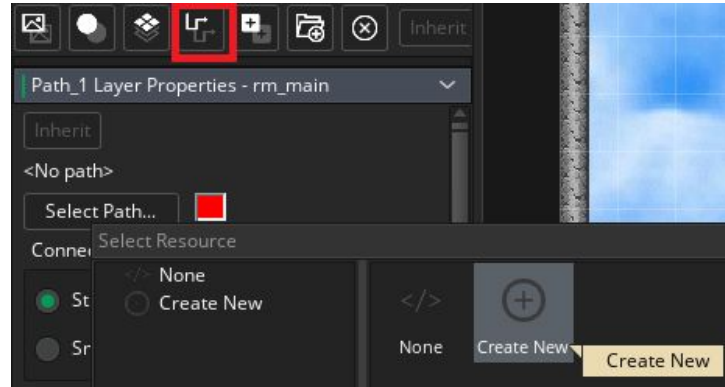 Inherit
Path_1 Layer Properties - rm_main
Inherit
<No path>
Select Path...
Select Resource
None
Create New
None
Create New
Create New